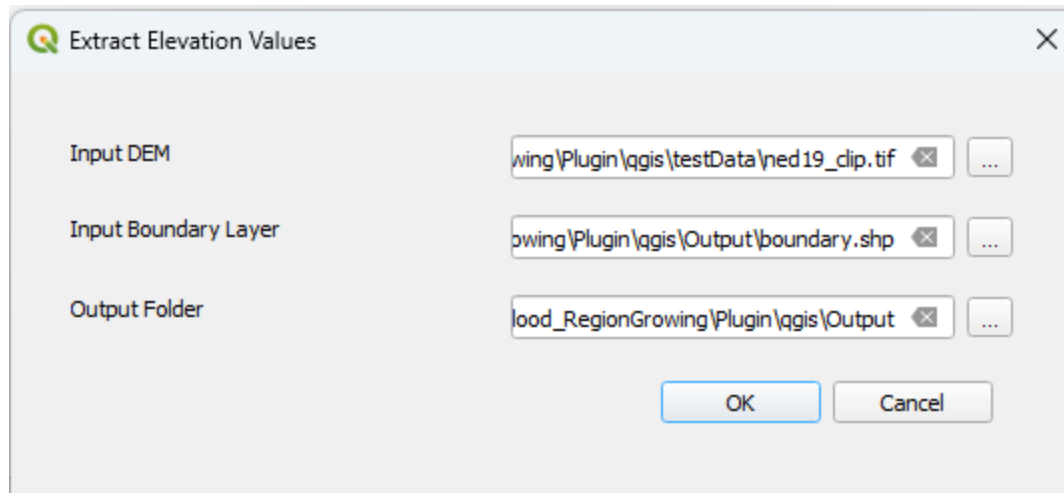 Extract Elevation Values
Input DEM wing\Plugin\qgis\testData\ned19_clip.tif ...
Input Boundary Layer owing\Plugin\qgis\Output\boundary.shp ...
Output Folder lood_RegionGrowing\Plugin\qgis\Output ...
OK Cancel